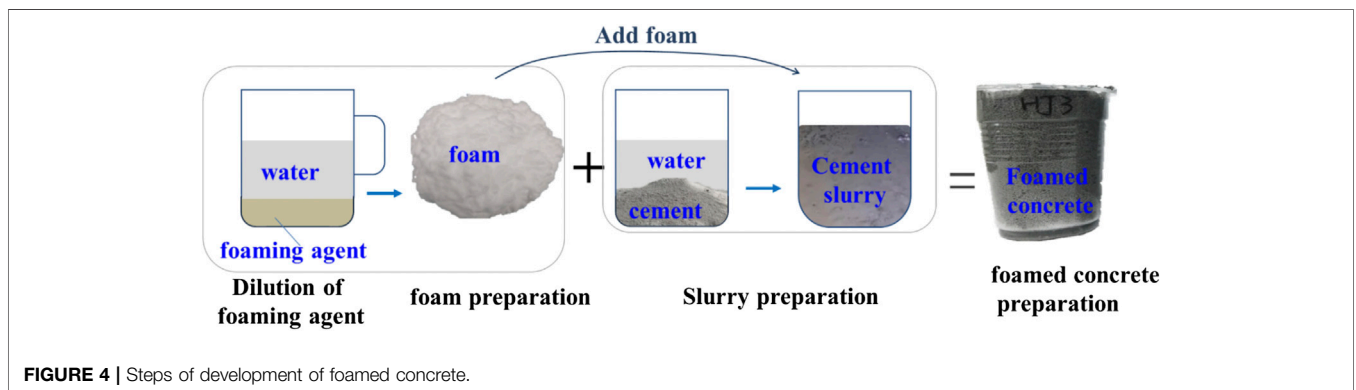 Add foam
water
foaming agent
foam
+
water
cement
Cement
slurry
=
HJ3
Foamed
concrete
Dilution of
foaming agent
foam preparation
Slurry preparation
foamed concrete
preparation
FIGURE 4 | Steps of development of foamed concrete.